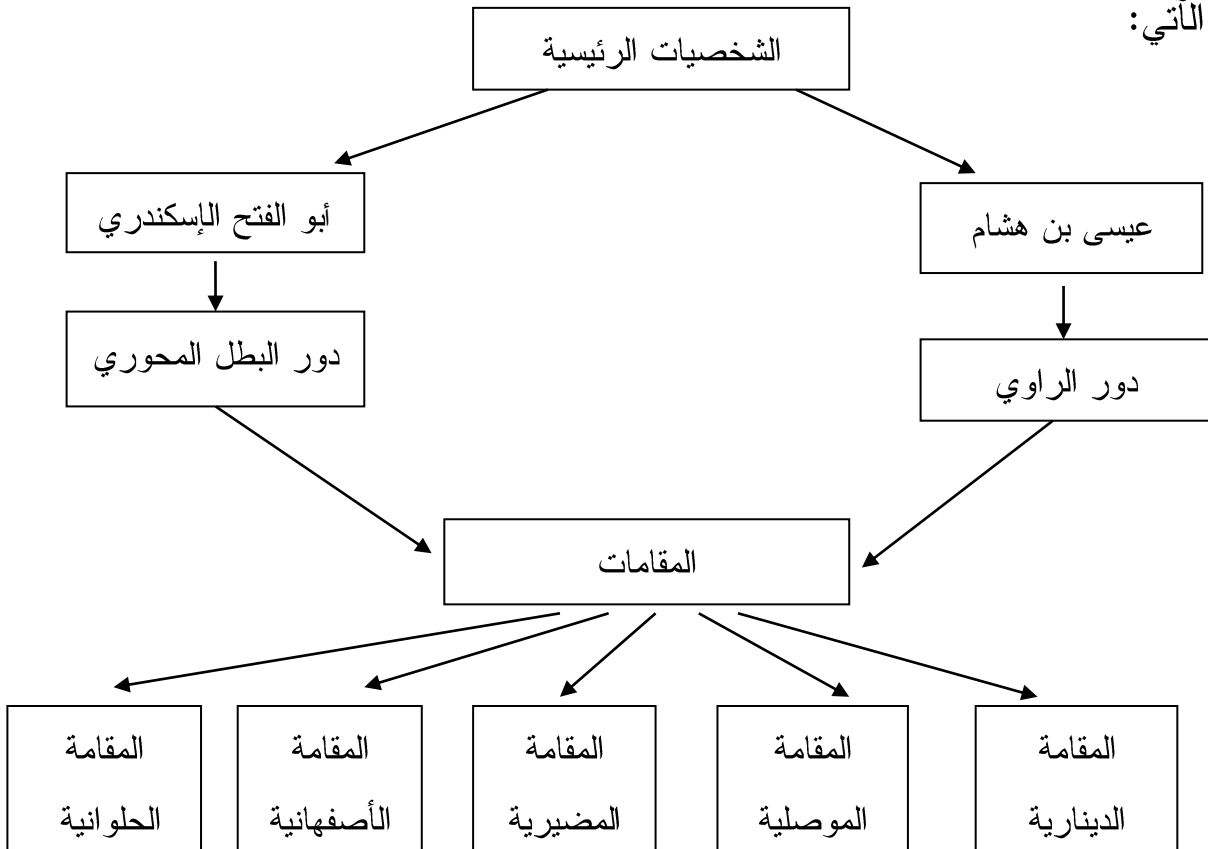 الآتي:
الشخصيات الرئيسية
عيسى بن هشام
أبو الفتح الإسكندري
دور الراوي
دور البطل المحوري
المقامات
المقامة
الدينارية
المقامة
الموصلية
المقامة
المضيرية
المقامة
الأصفهانية
المقامة
الحلوانية